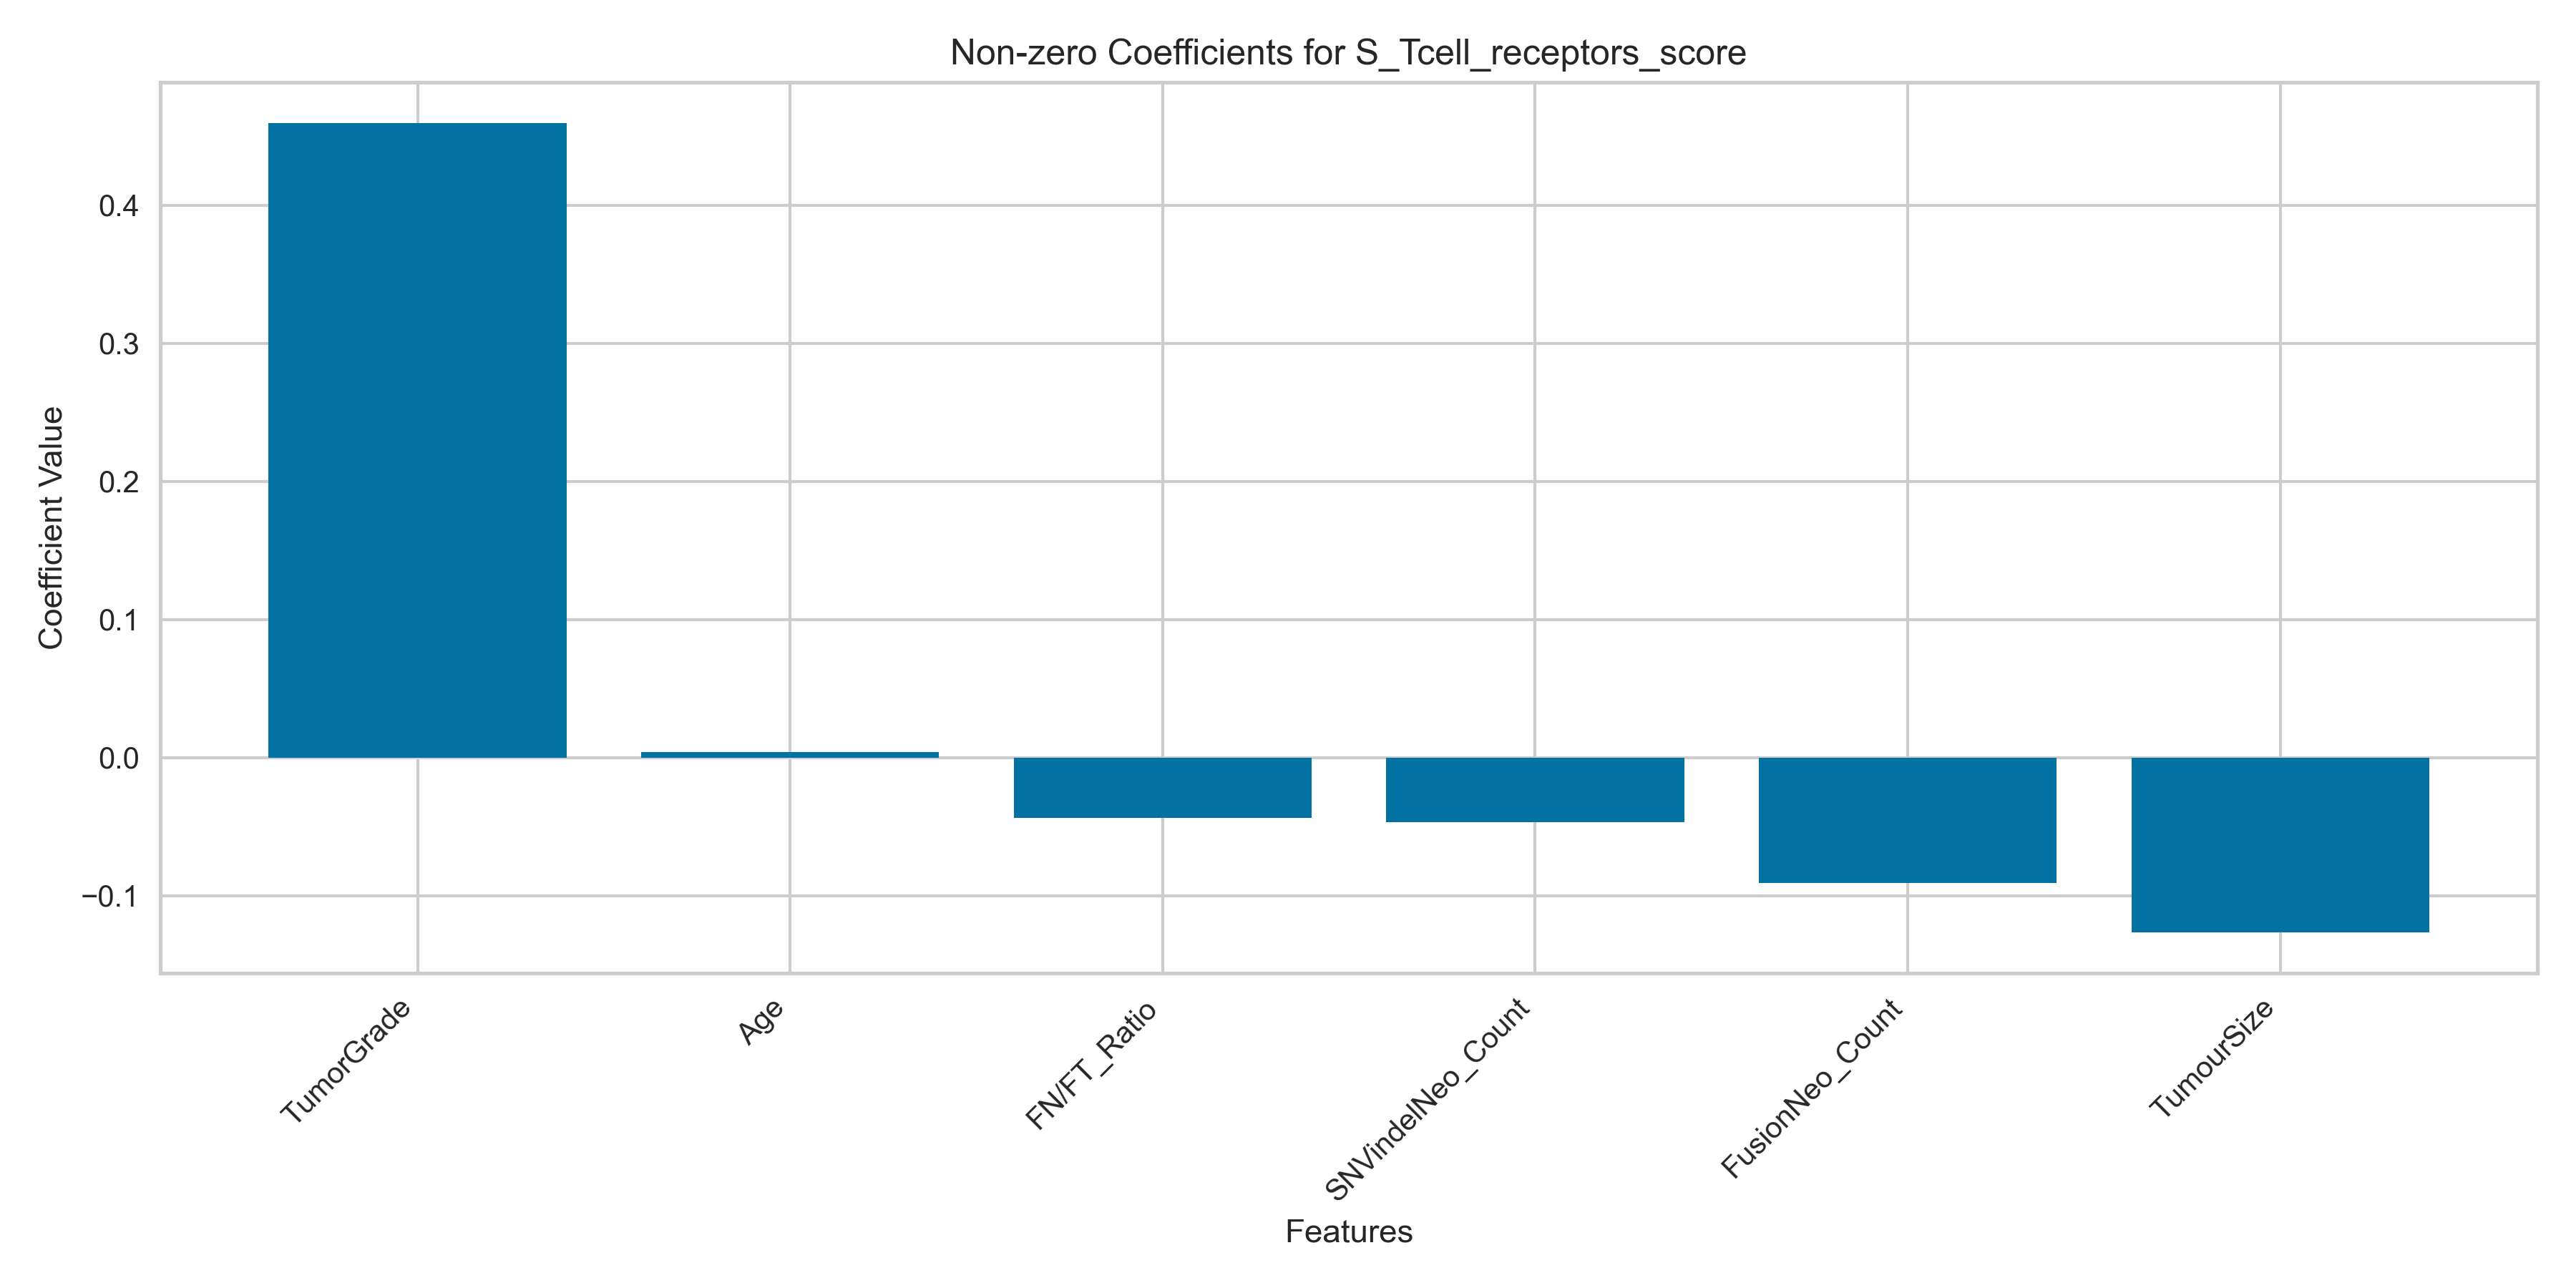 Non-zero Coefficients for S_Tcell_receptors_score
Coefficient Value
0.4
0.3
0.2
0.1
0.0
−0.1
TumorGrade
Age
FN/FT_Ratio
SNVindelNeo_Count
FusionNeo_Count
TumourSize
Features